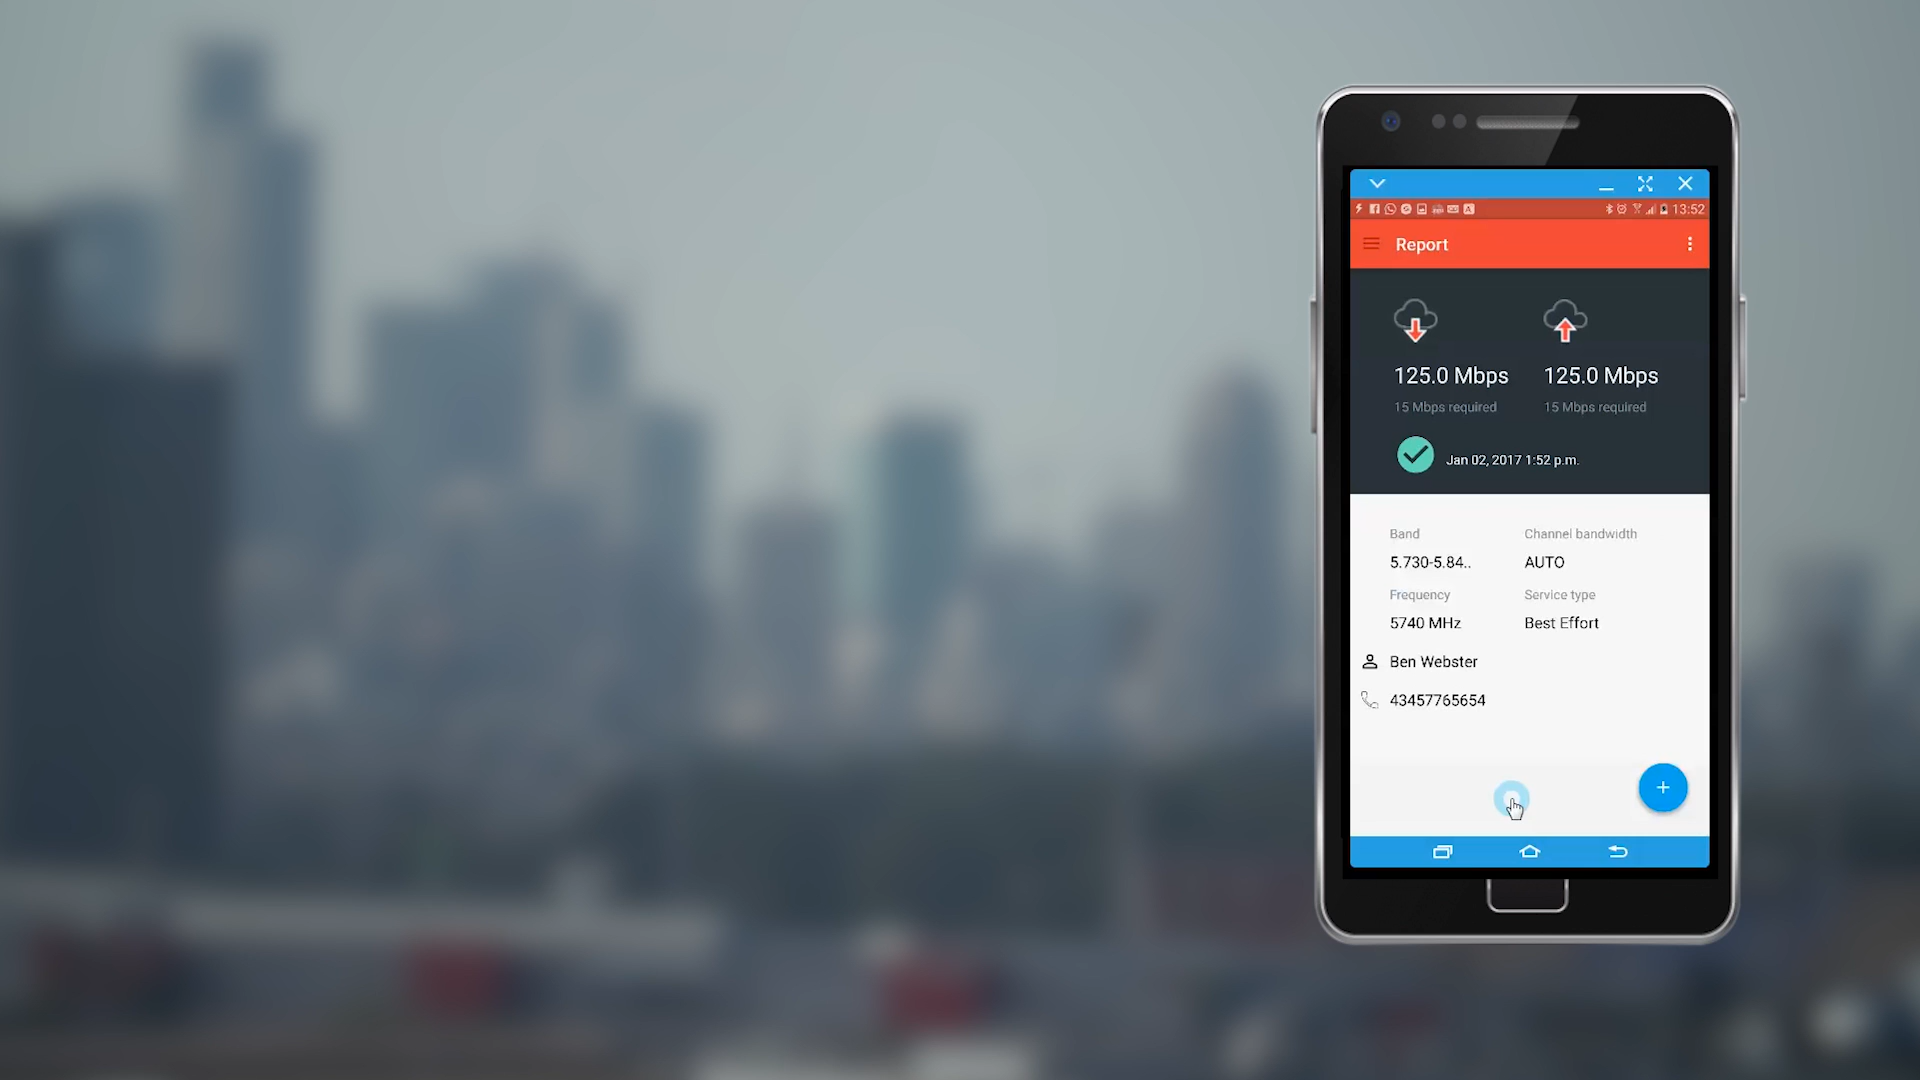 13:52
Report
125.0 Mbps 125.0 Mbps
15 Mbps required 15 Mbps required
Jan 02, 2017 1:52 p.m.
Band Channel bandwidth
5.730-5.84.. AUTO
Frequency Service type
5740 MHz Best Effort
Ben Webster
43457765654